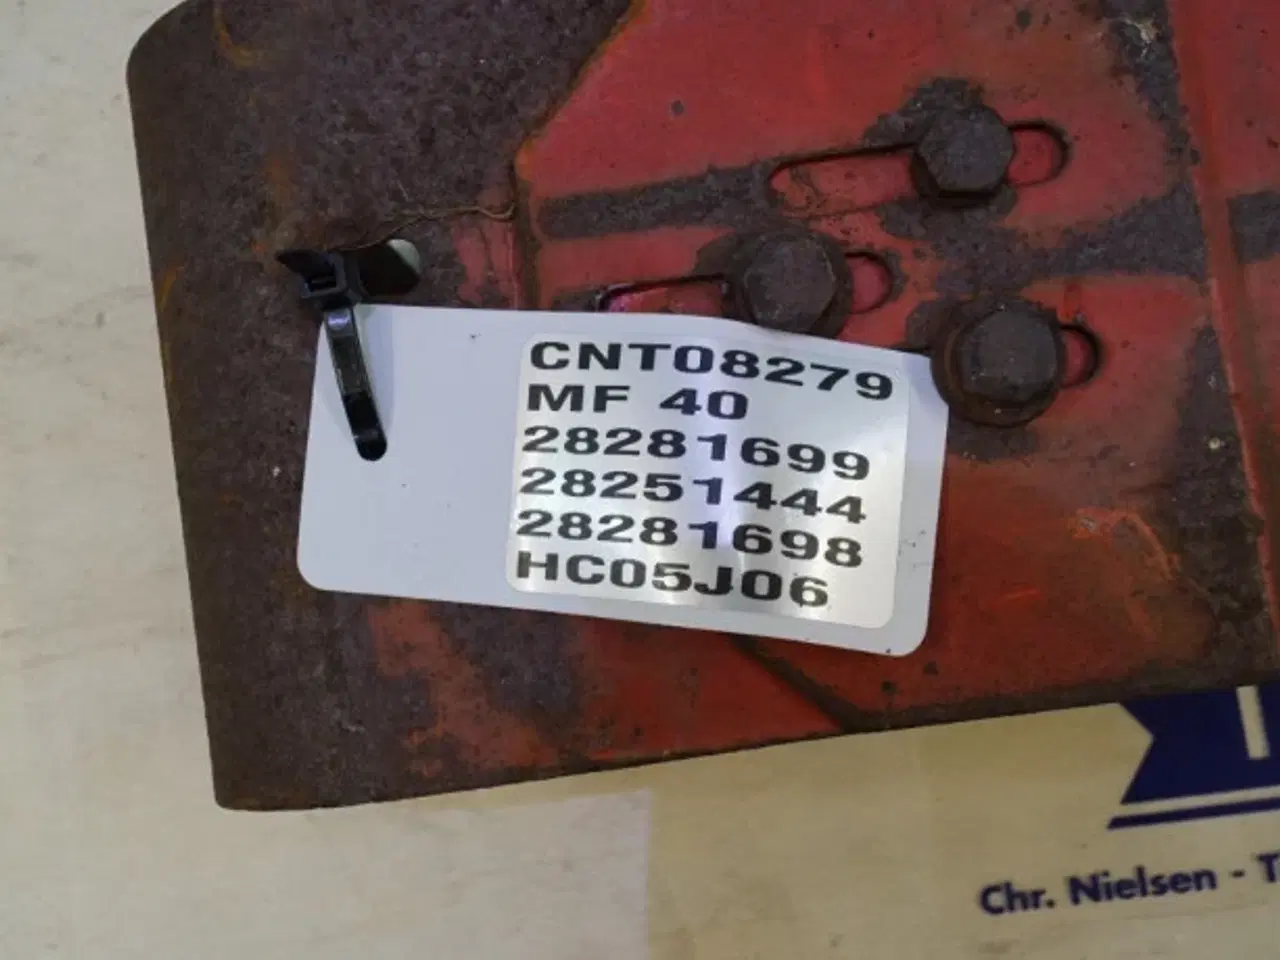 CNT08279
MF 40
28281699
28251444
28281698
HC05J06
Chr. Nielsen - T